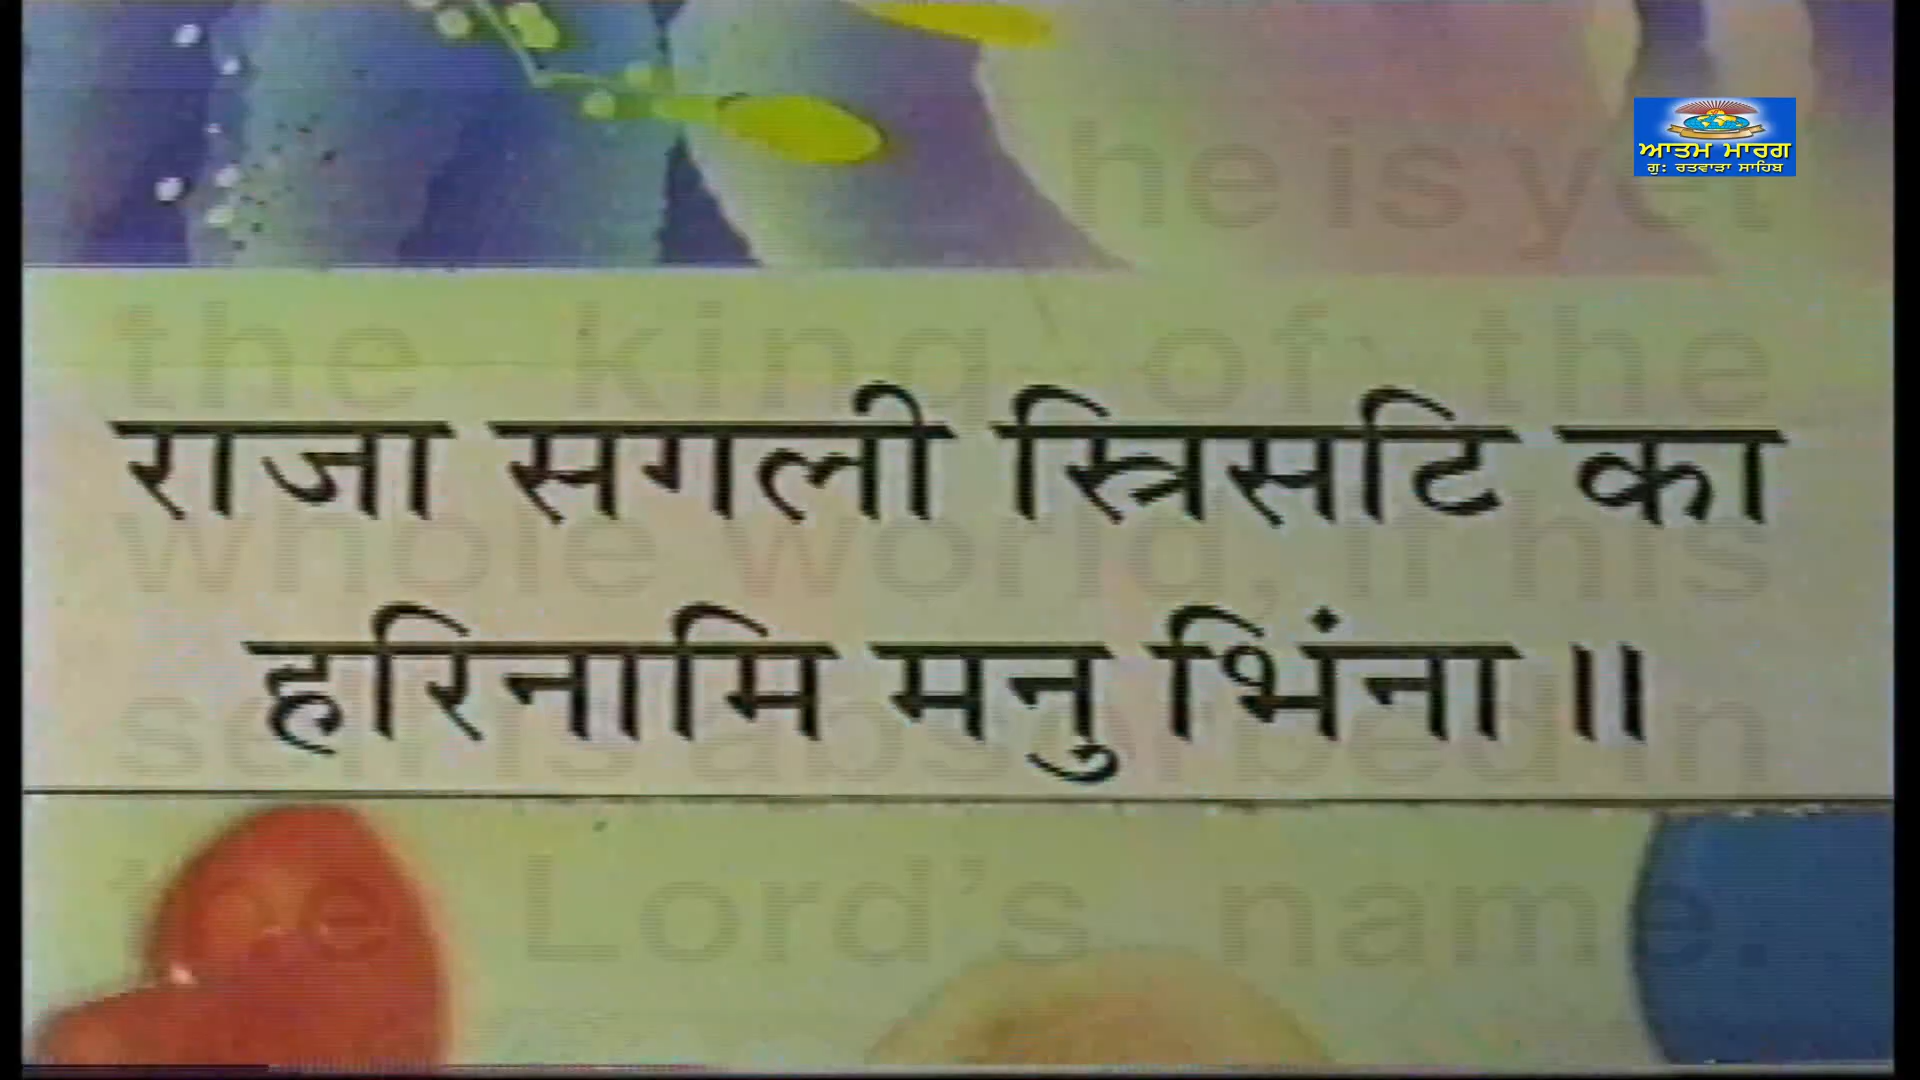 he is yet
ਆਤਮ ਮਾਰਗ
ਗੁ: ਰਤਵਾੜਾ ਸਾਹਿਬ
the king of the
राजा सगली स्त्रिसटि का
whole world, if his
हरिनामि मनु भिंना ॥
self is absorbed in
the Lord’s name.